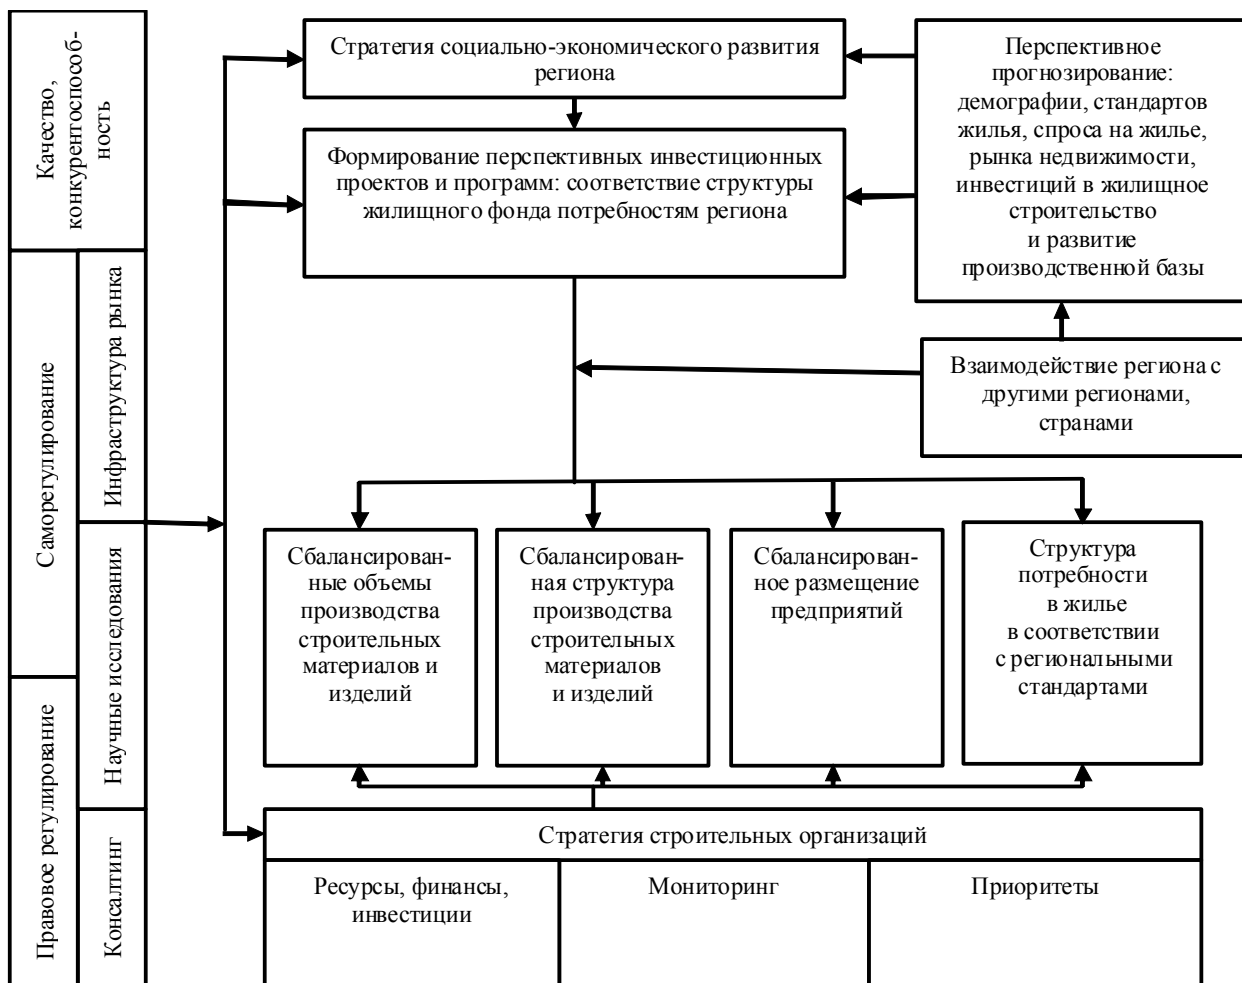 Качество,
конкурентоспособ-
ность
Саморегулирование
Правовое регулирование
Инфраструктура рынка
Научные исследования
Консалтинг
Стратегия социально-экономического развития
региона
Формирование перспективных инвестиционных
проектов и программ: соответствие структуры
жилищного фонда потребностям региона
Перспективное
прогнозирование:
демографии, стандартов
жилья, спроса на жилье,
рынка недвижимости,
инвестиций в жилищное
строительство
и развитие
производственной базы
Взаимодействие региона с
другими регионами,
странами
Сбалансирован-
ные объемы
производства
строительных
материалов и
изделий
Сбалансирован-
ная структура
производства
строительных
материалов
и изделий
Сбалансирован-
ное размещение
предприятий
Структура
потребности
в жилье
в соответствии
с региональными
стандартами
Стратегия строительных организаций
Ресурсы, финансы,
инвестиции
Мониторинг
Приоритеты